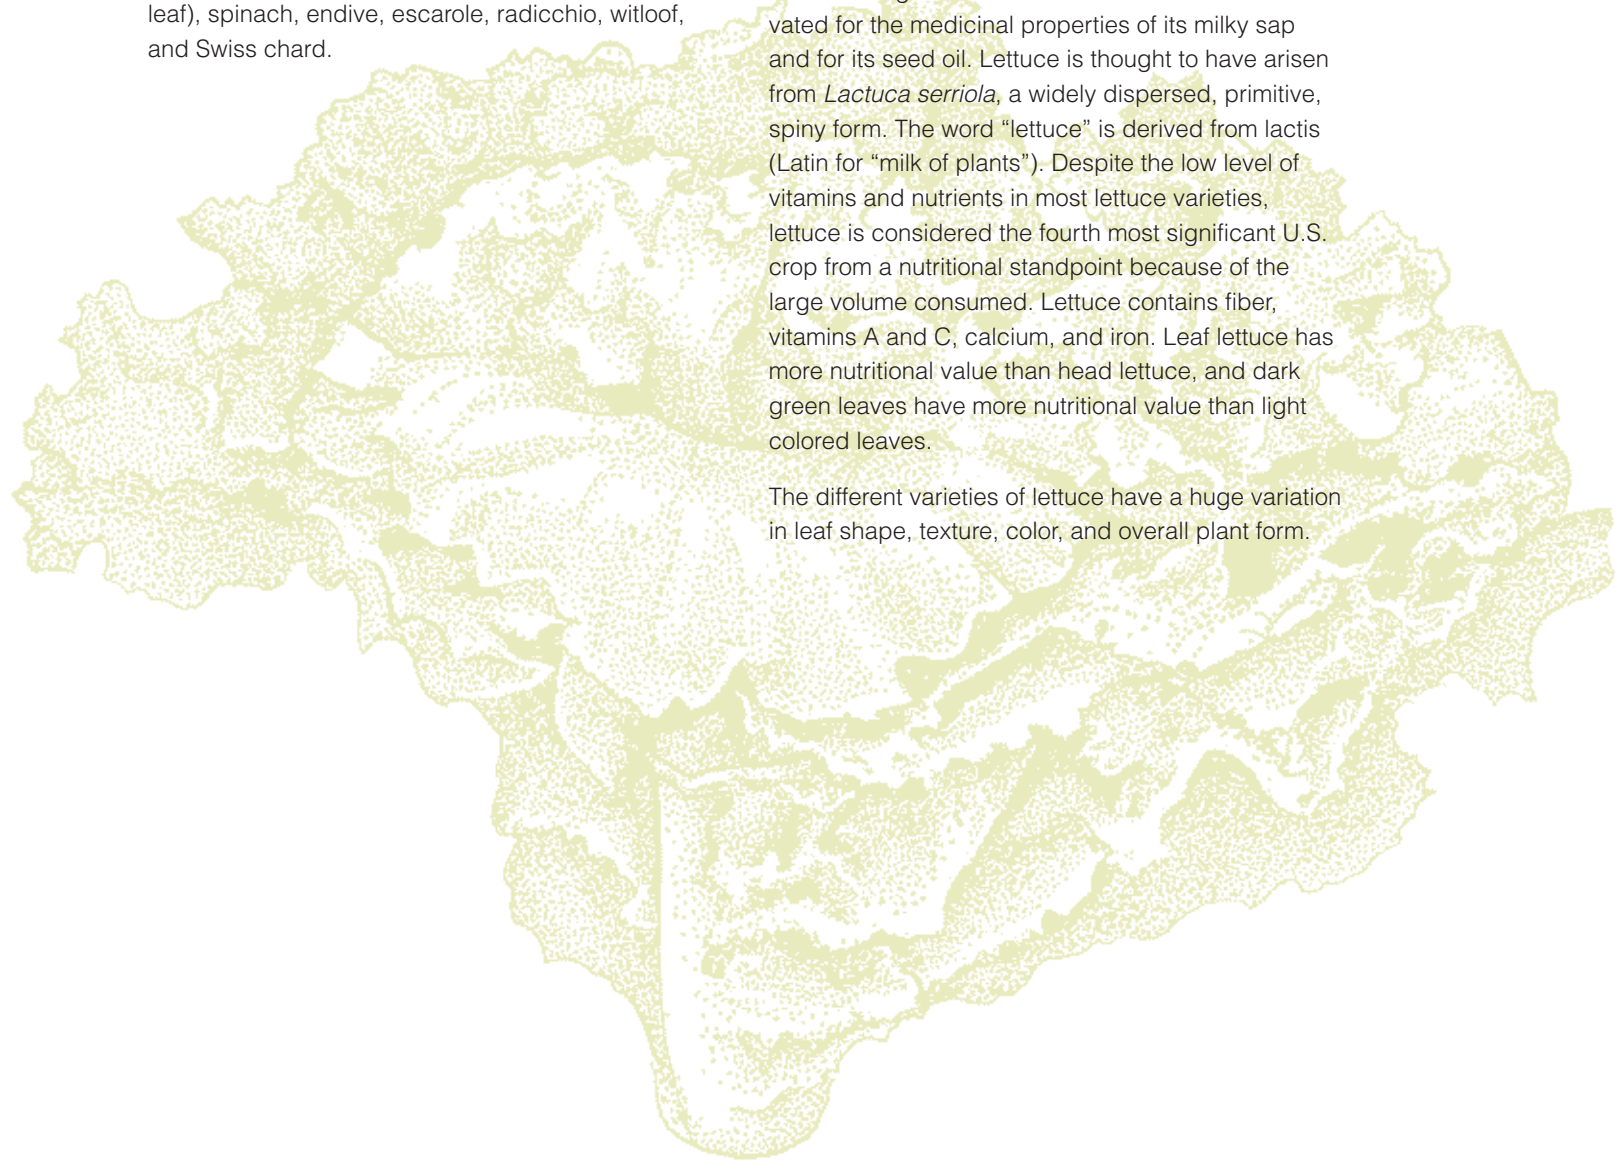 leaf), spinach, endive, escarole, radicchio, witloof,
and Swiss chard.
vated for the medicinal properties of its milky sap
and for its seed oil. Lettuce is thought to have arisen
from Lactuca serriola, a widely dispersed, primitive,
spiny form. The word “lettuce” is derived from lactis
(Latin for “milk of plants”). Despite the low level of
vitamins and nutrients in most lettuce varieties,
lettuce is considered the fourth most significant U.S.
crop from a nutritional standpoint because of the
large volume consumed. Lettuce contains fiber,
vitamins A and C, calcium, and iron. Leaf lettuce has
more nutritional value than head lettuce, and dark
green leaves have more nutritional value than light
colored leaves.
The different varieties of lettuce have a huge variation
in leaf shape, texture, color, and overall plant form.